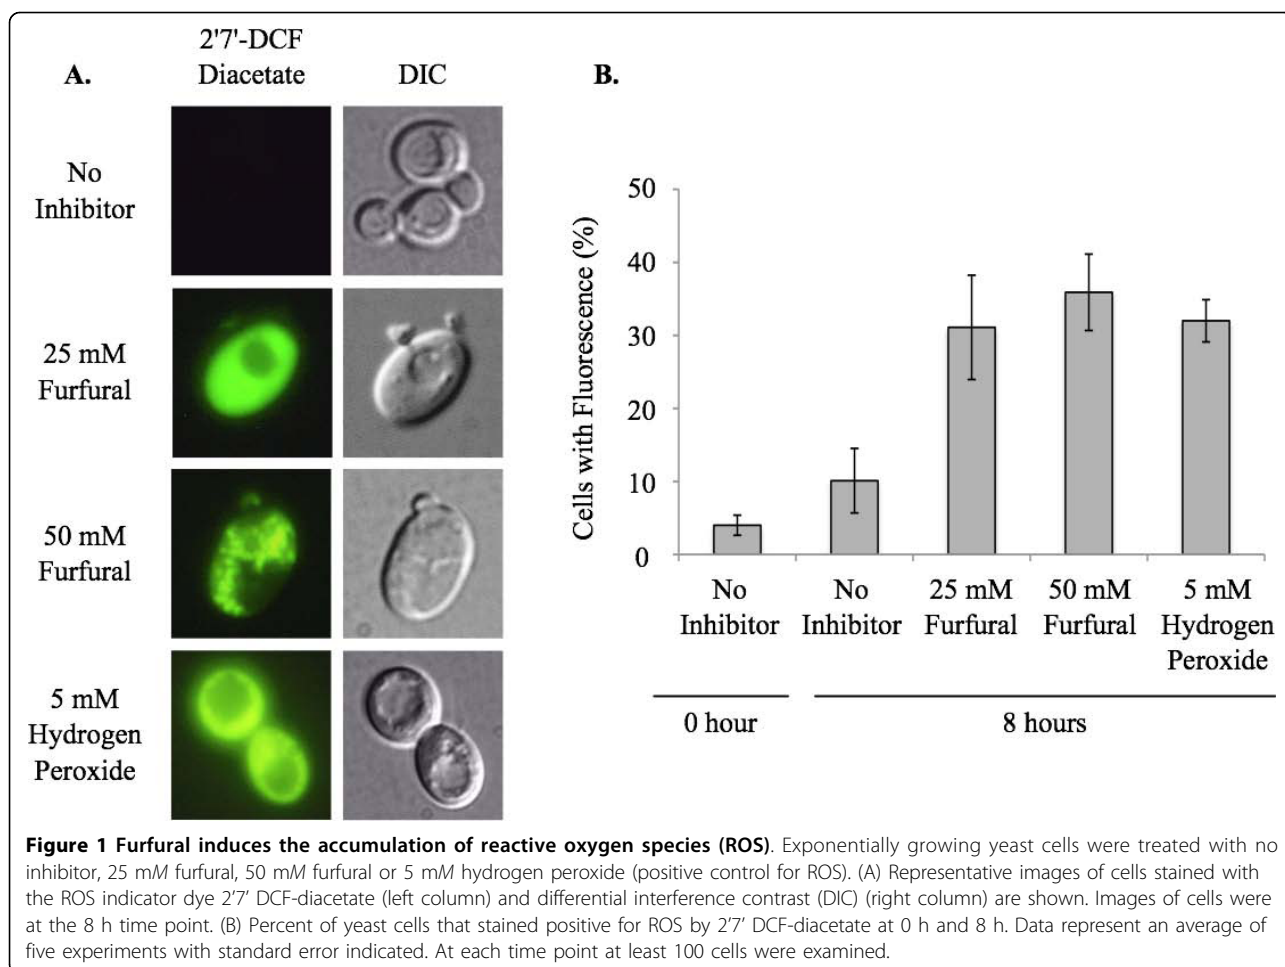 2'7'-DCF
Diacetate
A.
DIC
No
Inhibitor
25 mM
Furfural
50 mM
Furfural
5 mM
Hydrogen
Peroxide
B.
Cells with Fluorescence (%)
50
40
30
20
10
0
No
Inhibitor
No
Inhibitor
25 mM
Furfural
50 mM
Furfural
5 mM
Hydrogen
Peroxide
0 hour
8 hours
Figure 1 Furfural induces the accumulation of reactive oxygen species (ROS). Exponentially growing yeast cells were treated with no
inhibitor, 25 mM furfural, 50 mM furfural or 5 mM hydrogen peroxide (positive control for ROS). (A) Representative images of cells stained with
the ROS indicator dye 2'7' DCF-diacetate (left column) and differential interference contrast (DIC) (right column) are shown. Images of cells were
at the 8 h time point. (B) Percent of yeast cells that stained positive for ROS by 2'7' DCF-diacetate at 0 h and 8 h. Data represent an average of
five experiments with standard error indicated. At each time point at least 100 cells were examined.